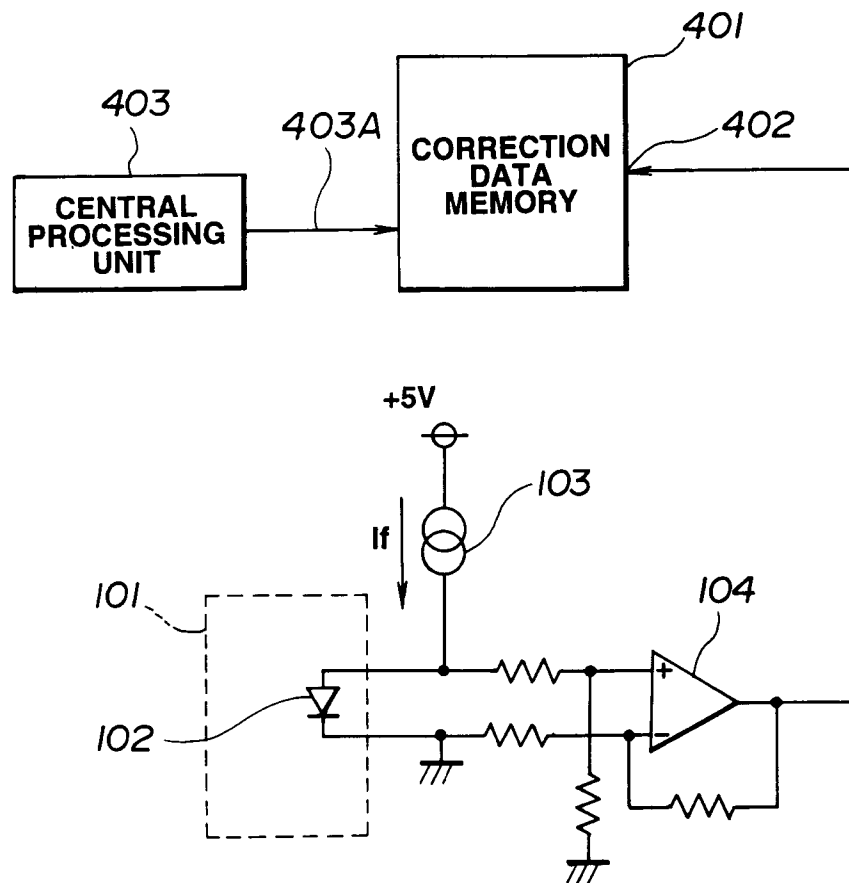 401
403
403A
402
CORRECTION
DATA
MEMORY
CENTRAL
PROCESSING
UNIT
+5V
103
If
101
104
+
102
−